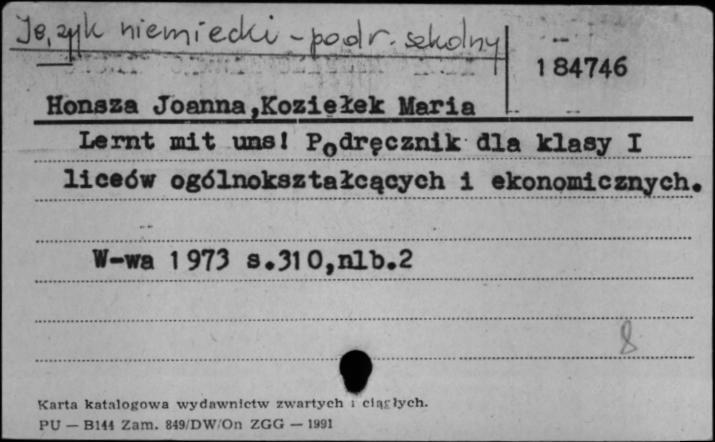 Język niemiecki - podr. szkolny
184746
Honsza Joanna,Koziełek Maria
Lernt mit uns! Podręcznik dla klasy I
liceów ogólnokształcących i ekonomicznych.
W-wa 1973 s.310,nlb.2
8
Karta katalogowa wydawnictw zwartych i ciągłych.
PU — B144 Zam. 849/DW/On ZGG — 1991